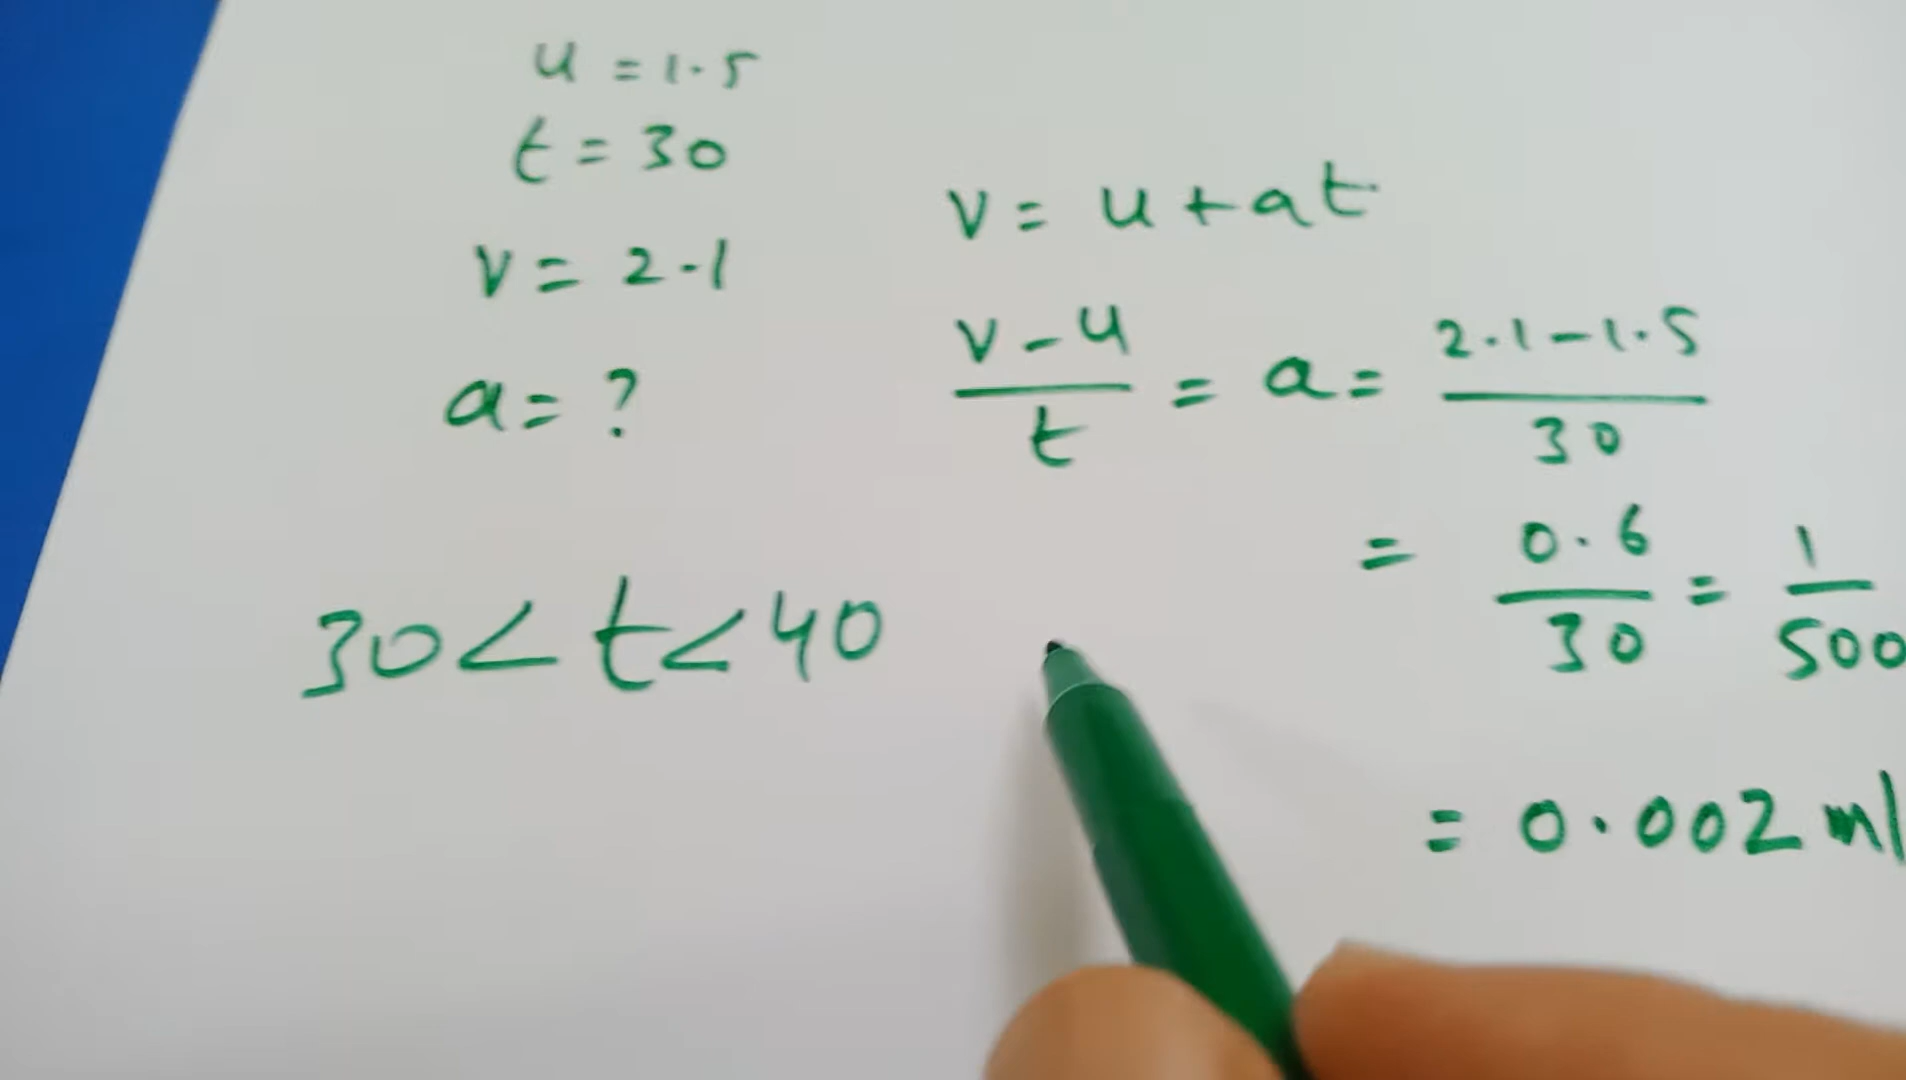 u = 1.5
t = 30
v = 2.1
a = ?
v = u + at
v - u / t = a = 2.1 - 1.5 / 30
= 0.6 / 30 = 1 / 500
= 0.002 m/
30 < t < 40